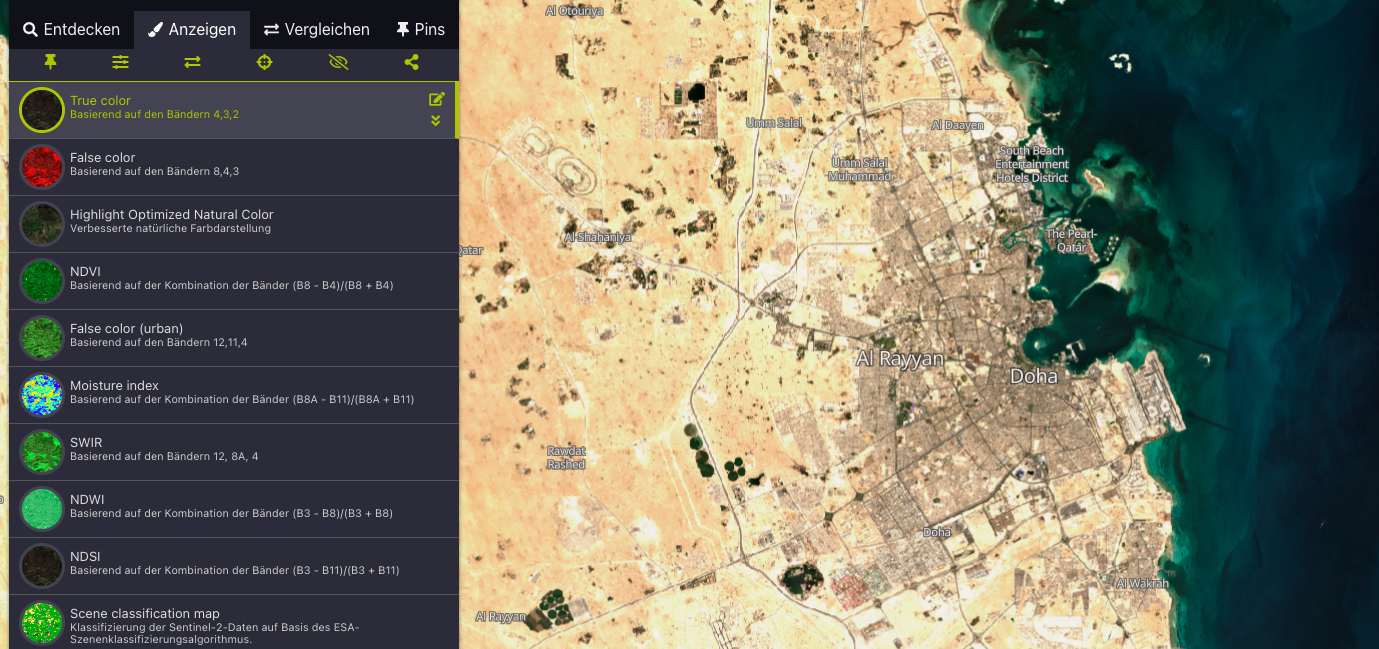 Entdecken
Anzeigen
Vergleichen
Pins
True color
Basierend auf den Bändern 4,3,2
False color
Basierend auf den Bändern 8,4,3
Highlight Optimized Natural Color
Verbesserte natürliche Farbdarstellung
NDVI
Basierend auf der Kombination der Bänder (B8 - B4)/(B8 + B4)
False color (urban)
Basierend auf den Bändern 12,11,4
Moisture index
Basierend auf der Kombination der Bänder (B8A - B11)/(B8A + B11)
SWIR
Basierend auf den Bändern 12, 8A, 4
NDWI
Basierend auf der Kombination der Bänder (B3 - B8)/(B3 + B8)
NDSI
Basierend auf der Kombination der Bänder (B3 - B11)/(B3 + B11)
Scene classification map
Klassifizierung der Sentinel-2-Daten auf Basis des ESA-
Szenenklassifizierungsalgorithmus.
Al Otouriya
Umm Salal
Al Daayen
South Beach
Entertainment
Hotels District
Umm Salal
Muhammad
Al-Shahaniya
The Pearl-
Qatar
Qatar
Al Rayyan
Doha
Rawdat
Rashed
Doha
Al Wakrah
Al Rayyan